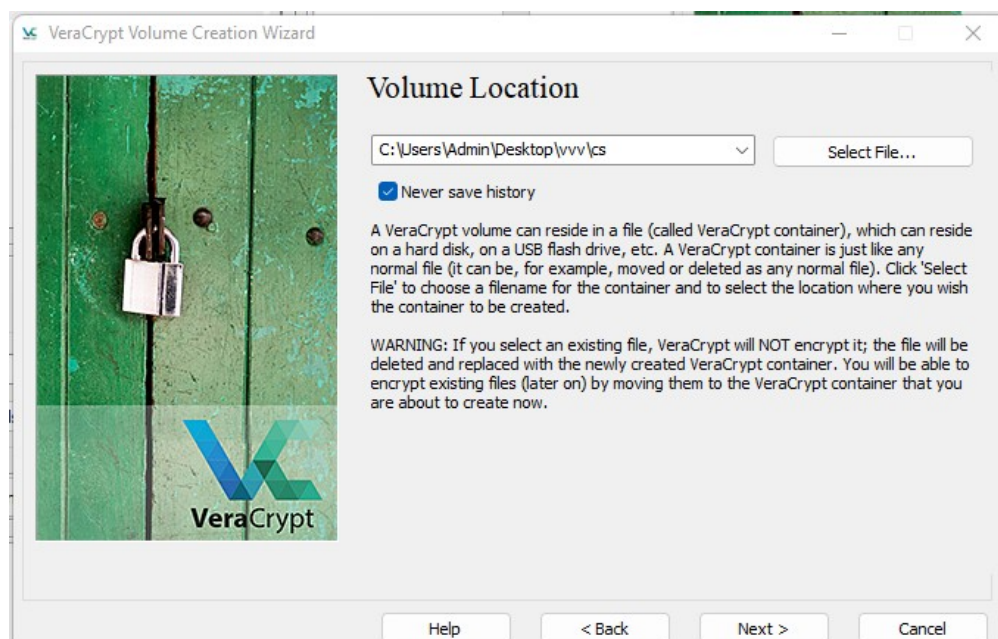 VeraCrypt Volume Creation Wizard
Volume Location
C:\Users\Admin\Desktop\vvv\cs
Select File...
Never save history
A VeraCrypt volume can reside in a file (called VeraCrypt container), which can reside
on a hard disk, on a USB flash drive, etc. A VeraCrypt container is just like any
normal file (it can be, for example, moved or deleted as any normal file). Click 'Select
File' to choose a filename for the container and to select the location where you wish
the container to be created.
WARNING: If you select an existing file, VeraCrypt will NOT encrypt it; the file will be
deleted and replaced with the newly created VeraCrypt container. You will be able to
encrypt existing files (later on) by moving them to the VeraCrypt container that you
are about to create now.
VeraCrypt
Help
< Back
Next >
Cancel